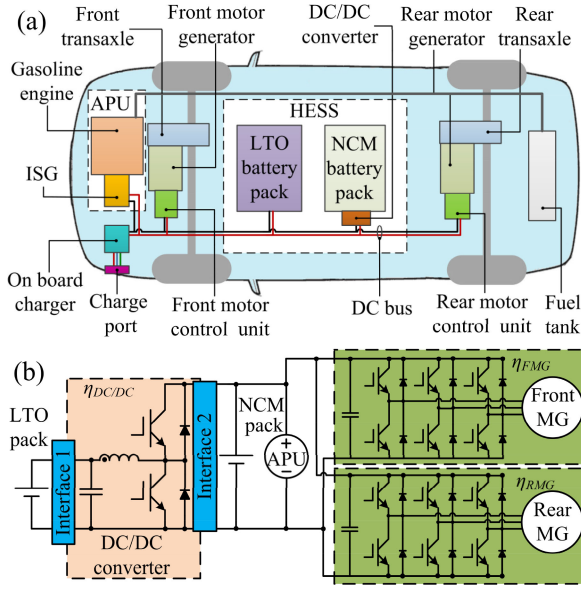 (a)
Front
transaxle
Front motor
generator
DC/DC
converter
Rear motor
generator
Rear
transaxle
Gasoline
engine
APU
HESS
LTO
battery
pack
NCM
battery
pack
ISG
On board
charger
Charge
port
Front motor
control unit
DC bus
Rear motor
control unit
Fuel
tank
(b)
ηDC/DC
ηFMG
LTO
pack
Interface 1
Interface 2
NCM
pack
APU
Front
MG
ηRMG
Rear
MG
DC/DC
converter